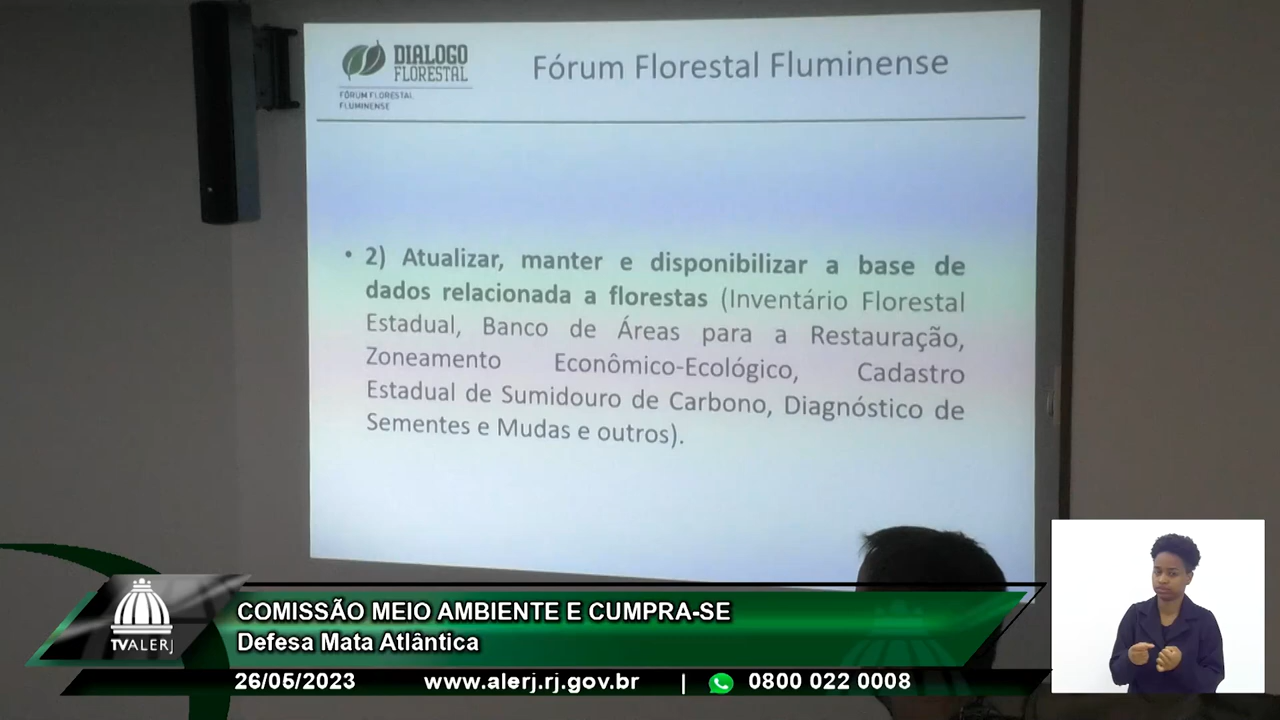 DIALOGO
FLORESTAL
FÓRUM FLORESTAL
FLUMINENSE
Fórum Florestal Fluminense
• 2) Atualizar, manter e disponibilizar a base de
dados relacionada a florestas (Inventário Florestal
Estadual, Banco de Áreas para a Restauração,
Zoneamento Econômico-Ecológico, Cadastro
Estadual de Sumidouro de Carbono, Diagnóstico de
Sementes e Mudas e outros).
TVALERJ
COMISSÃO MEIO AMBIENTE E CUMPRA-SE
Defesa Mata Atlântica
26/05/2023 www.alerj.rj.gov.br | 0800 022 0008